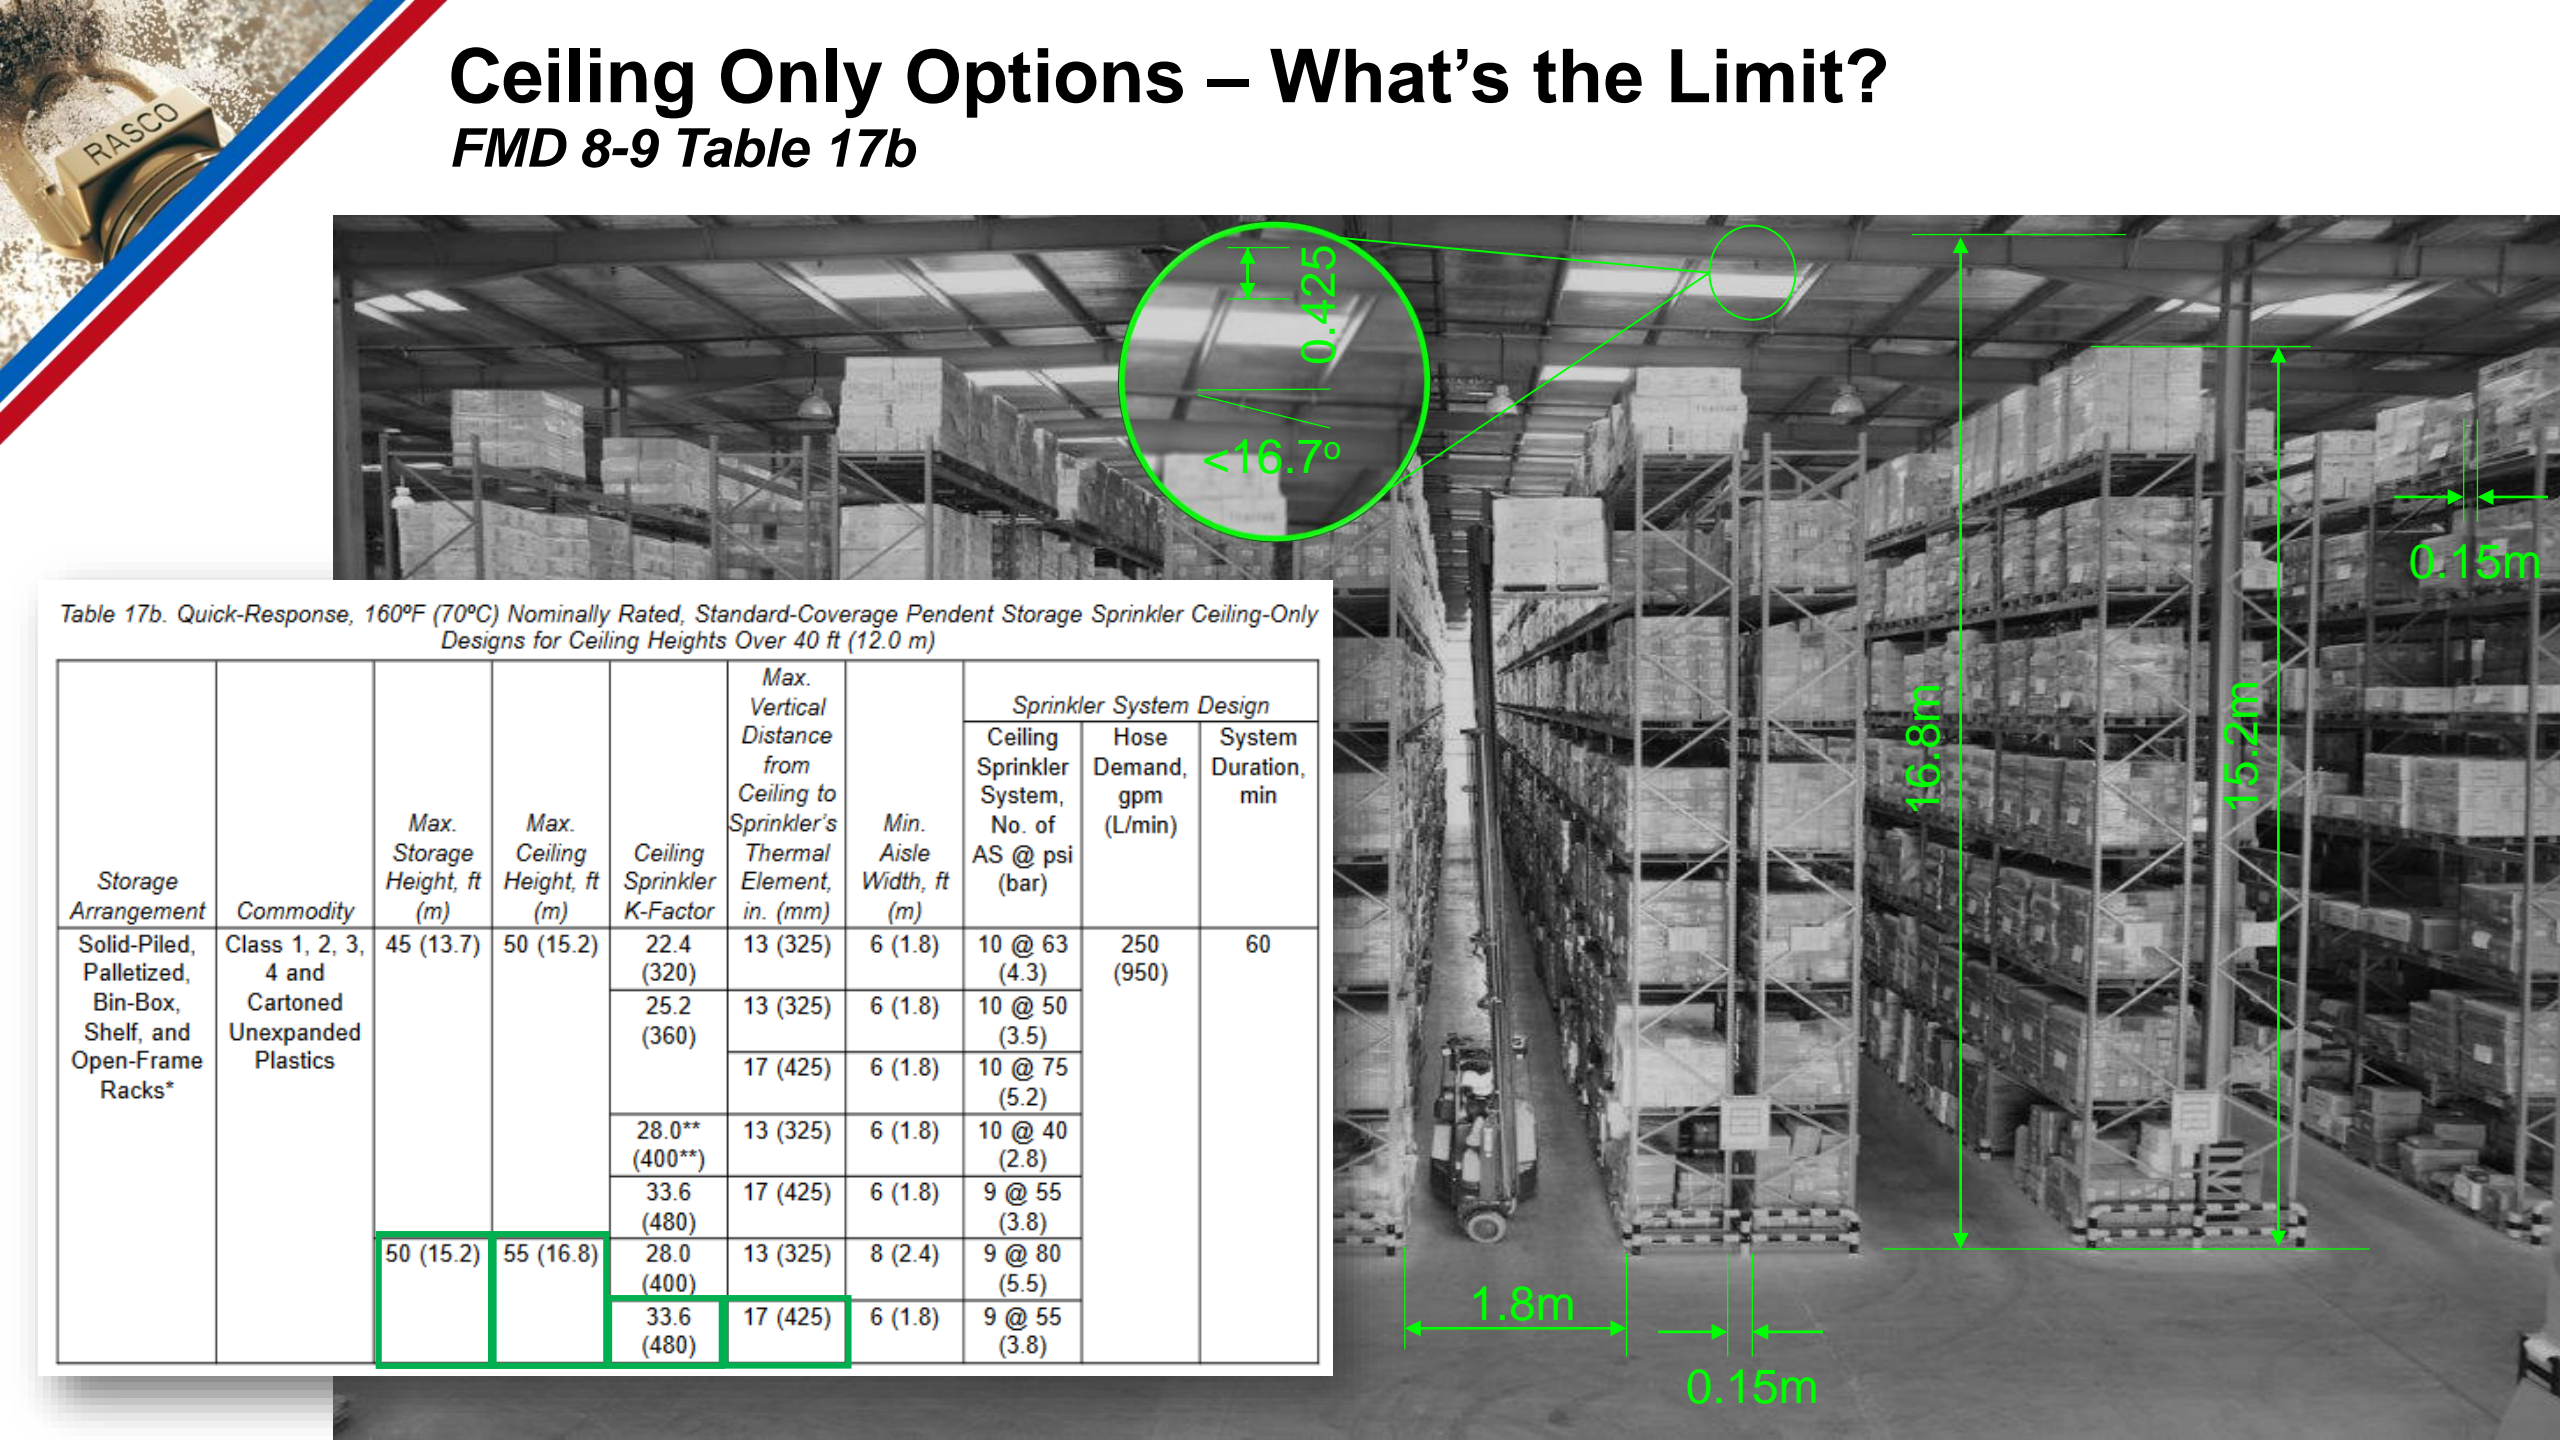 RASCO
Ceiling Only Options – What's the Limit?
FMD 8-9 Table 17b
0.425
<16.7°
16.8m
15.2m
0.15m
1.8m
0.15m
Table 17b. Quick-Response, 160ºF (70ºC) Nominally Rated, Standard-Coverage Pendent Storage Sprinkler Ceiling-Only
Designs for Ceiling Heights Over 40 ft (12.0 m)
Storage
Arrangement
Commodity
Max.
Storage
Height, ft
(m)
Max.
Ceiling
Height, ft
(m)
Ceiling
Sprinkler
K-Factor
Max.
Vertical
Distance
from
Ceiling to
Sprinkler's
Thermal
Element,
in. (mm)
Min.
Aisle
Width, ft
(m)
Sprinkler System Design
Ceiling
Sprinkler
System,
No. of
AS @ psi
(bar)
Hose
Demand,
gpm
(L/min)
System
Duration,
min
Solid-Piled,
Palletized,
Bin-Box,
Shelf, and
Open-Frame
Racks*
Class 1, 2, 3,
4 and
Cartoned
Unexpanded
Plastics
45 (13.7)
50 (15.2)
22.4
(320)
13 (325)
6 (1.8)
10 @ 63
(4.3)
250
(950)
60
25.2
(360)
13 (325)
6 (1.8)
10 @ 50
(3.5)
17 (425)
6 (1.8)
10 @ 75
(5.2)
28.0**
(400**)
13 (325)
6 (1.8)
10 @ 40
(2.8)
33.6
(480)
17 (425)
6 (1.8)
9 @ 55
(3.8)
50 (15.2)
55 (16.8)
28.0
(400)
13 (325)
8 (2.4)
9 @ 80
(5.5)
33.6
(480)
17 (425)
6 (1.8)
9 @ 55
(3.8)